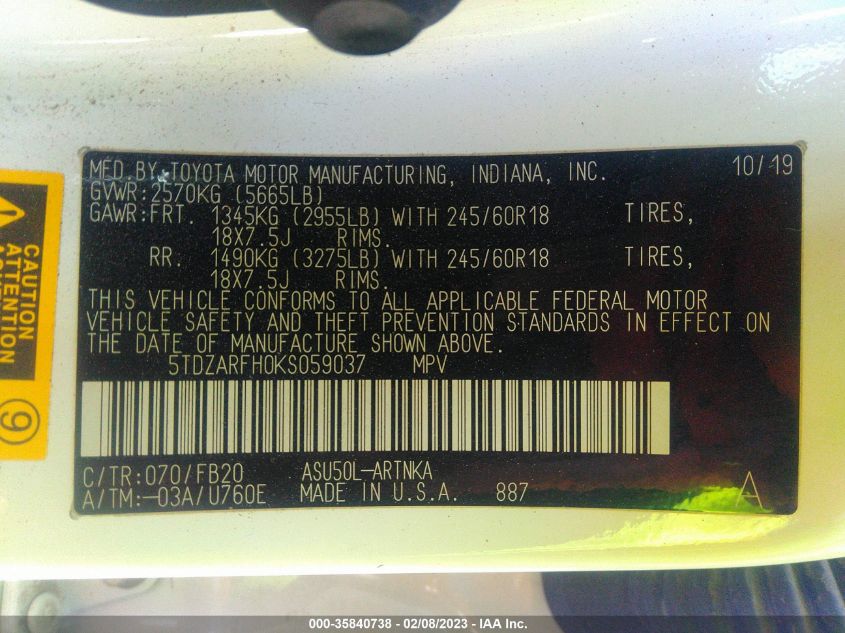 MFD.BY:TOYOTA MOTOR MANUFACTURING, INDIANA, INC. 10/19
GVWR:2570KG (5665LB)
GAWR:FRT. 1345KG (2955LB) WITH 245/60R18 TIRES,
18X7.5J RIMS.
RR. 1490KG (3275LB) WITH 245/60R18 TIRES,
18X7.5J RIMS.
THIS VEHICLE CONFORMS TO ALL APPLICABLE FEDERAL MOTOR
VEHICLE SAFETY AND THEFT PREVENTION STANDARDS IN EFFECT ON
THE DATE OF MANUFACTURE SHOWN ABOVE.
5TDZARFH0KS059037 MPV
C/TR:070/FB20 ASU50L-ARTNKA
A/TM:-03A/U760E MADE IN U.S.A. 887 A
CAUTION
ATTENTION
9
000-35840738 - 02/08/2023 - IAA Inc.